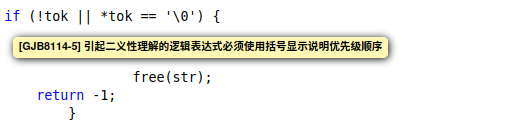 if (!tok || *tok == '\0') {
[GJB8114-5] 引起二义性理解的逻辑表达式必须使用括号显示说明优先级顺序
free(str);
return -1;
}